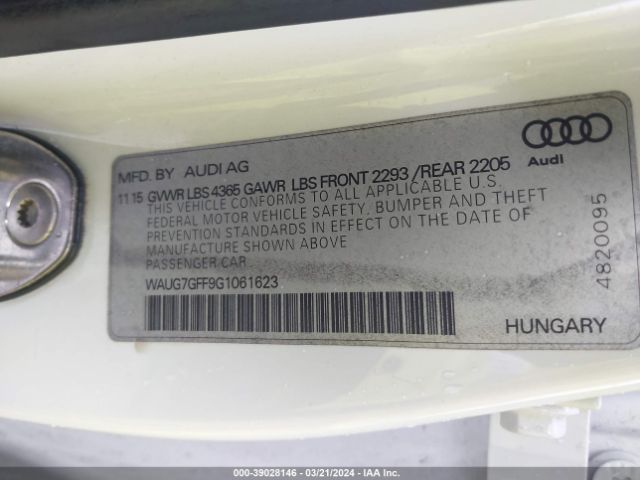 MFD. BY AUDI AG
11 15 GVWR LBS 4365 GAWR LBS FRONT 2293 /REAR 2205
THIS VEHICLE CONFORMS TO ALL APPLICABLE U.S.
FEDERAL MOTOR VEHICLE SAFETY, BUMPER AND THEFT
PREVENTION STANDARDS IN EFFECT ON THE DATE OF
MANUFACTURE SHOWN ABOVE
PASSENGER CAR
WAUG7GFF9G1061623
Audi
4820095
HUNGARY
000-39028146 — 03/21/2024 — IAA Inc.